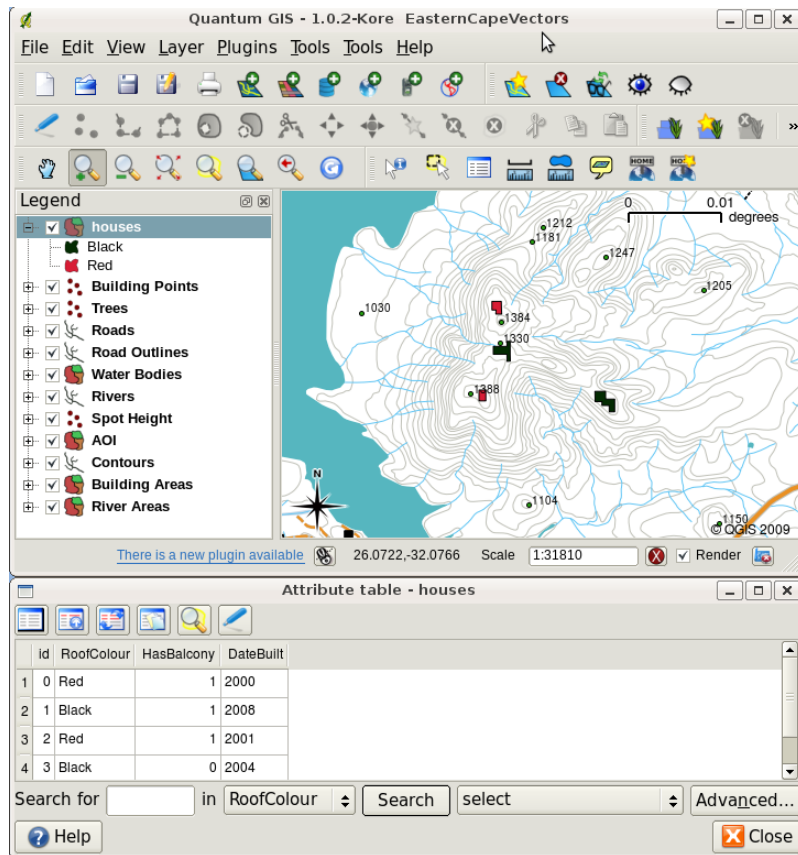 Quantum GIS - 1.0.2-Kore EasternCapeVectors
File Edit View Layer Plugins Tools Tools Help
»
Legend
houses
Black
Red
Building Points
Trees
Roads
Road Outlines
Water Bodies
Rivers
Spot Height
AOI
Contours
Building Areas
River Areas
HOME
0 0.01
degrees
1212
1181
1247
1205
1030
1384
1330
1388
1104
1150
N
© QGIS 2009
There is a new plugin available 26.0722,-32.0766 Scale 1:31810 Render
Attribute table - houses
id RoofColour HasBalcony DateBuilt
1 0 Red 1 2000
2 1 Black 1 2008
3 2 Red 1 2001
4 3 Black 0 2004
Search for in RoofColour Search select Advanced...
Help Close